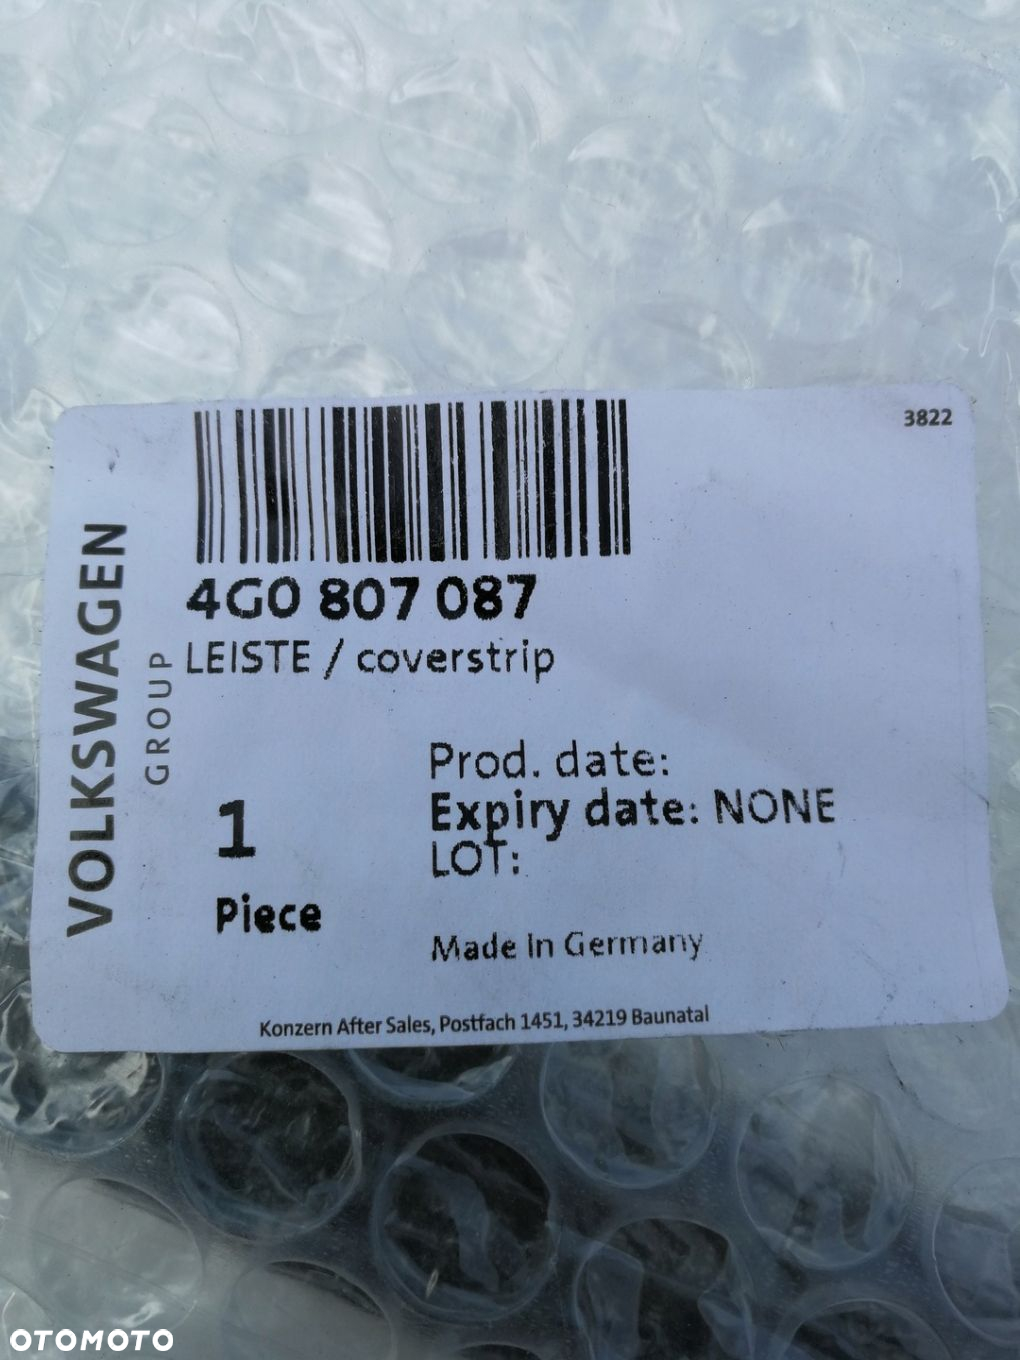 3822
4G0 807 087
LEISTE / coverstrip
VOLKSWAGEN
GROUP
Prod. date:
Expiry date: NONE
LOT:
1
Piece
Made In Germany
Konzern After Sales, Postfach 1451, 34219 Baunatal
OTOMOTO